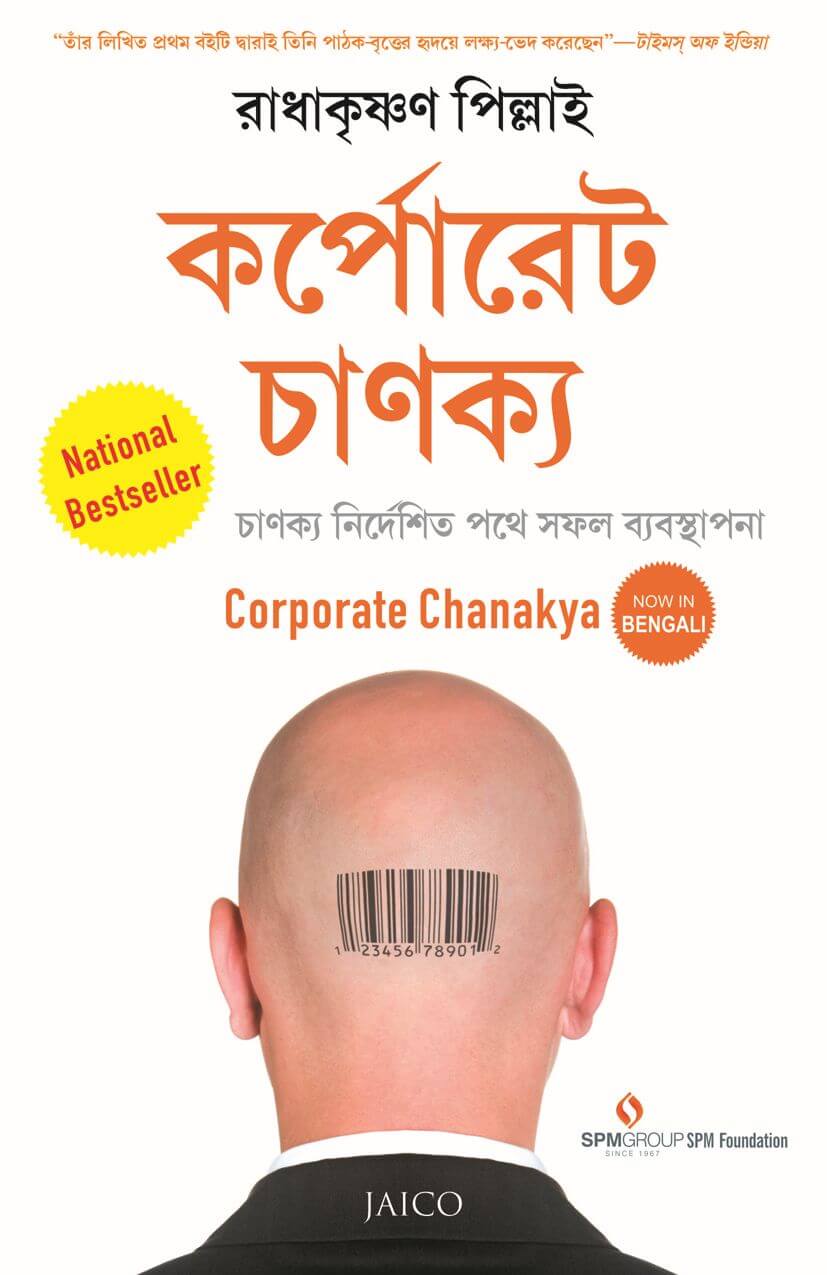 “তাঁর লিখিত প্রথম বইটি দ্বারাই তিনি পাঠক-বৃত্তের হৃদয়ে লক্ষ্য-ভেদ করেছেন”—টাইমস্ অফ ইন্ডিয়া
রাধাকৃষ্ণণ পিল্লাই
কর্পোরেট
চাণক্য
National
Bestseller
চাণক্য নির্দেশিত পথে সফল ব্যবস্থাপনা
Corporate Chanakya
NOW IN
BENGALI
1 23456 78901 2
SPMGROUP SPM Foundation
SINCE 1967
JAICO